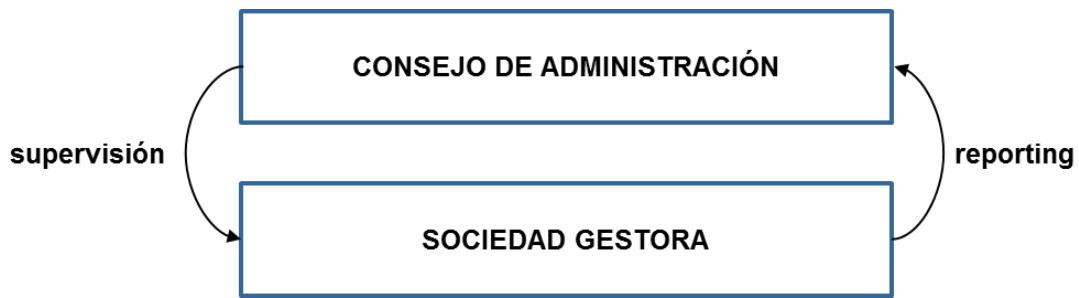 CONSEJO DE ADMINISTRACIÓN
supervisión
reporting
SOCIEDAD GESTORA